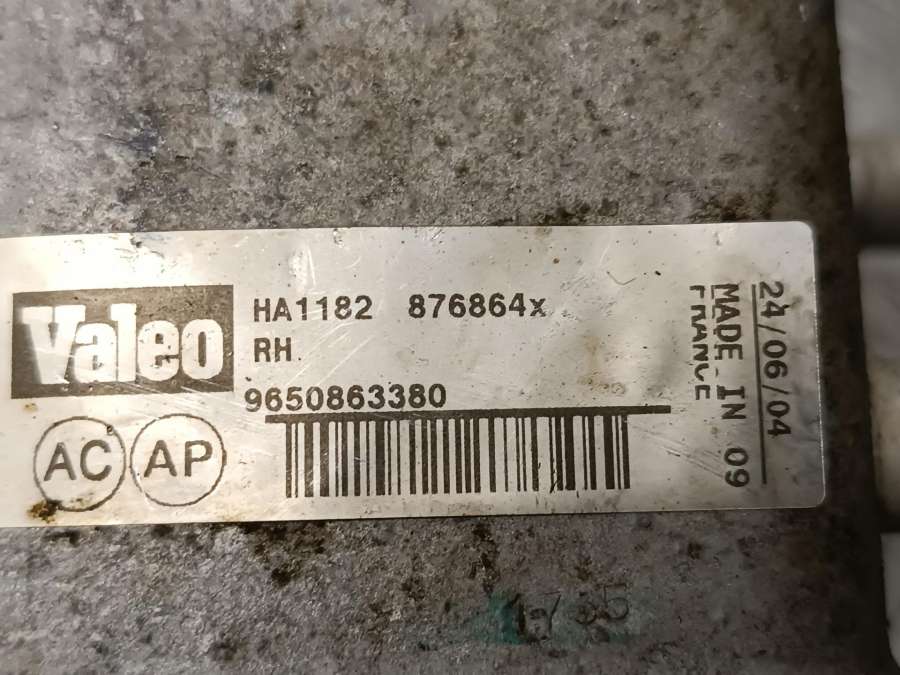 Valeo
HA1182 876864x
RH
9650863380
AC AP
24/06/04
MADE IN 09
FRANCE